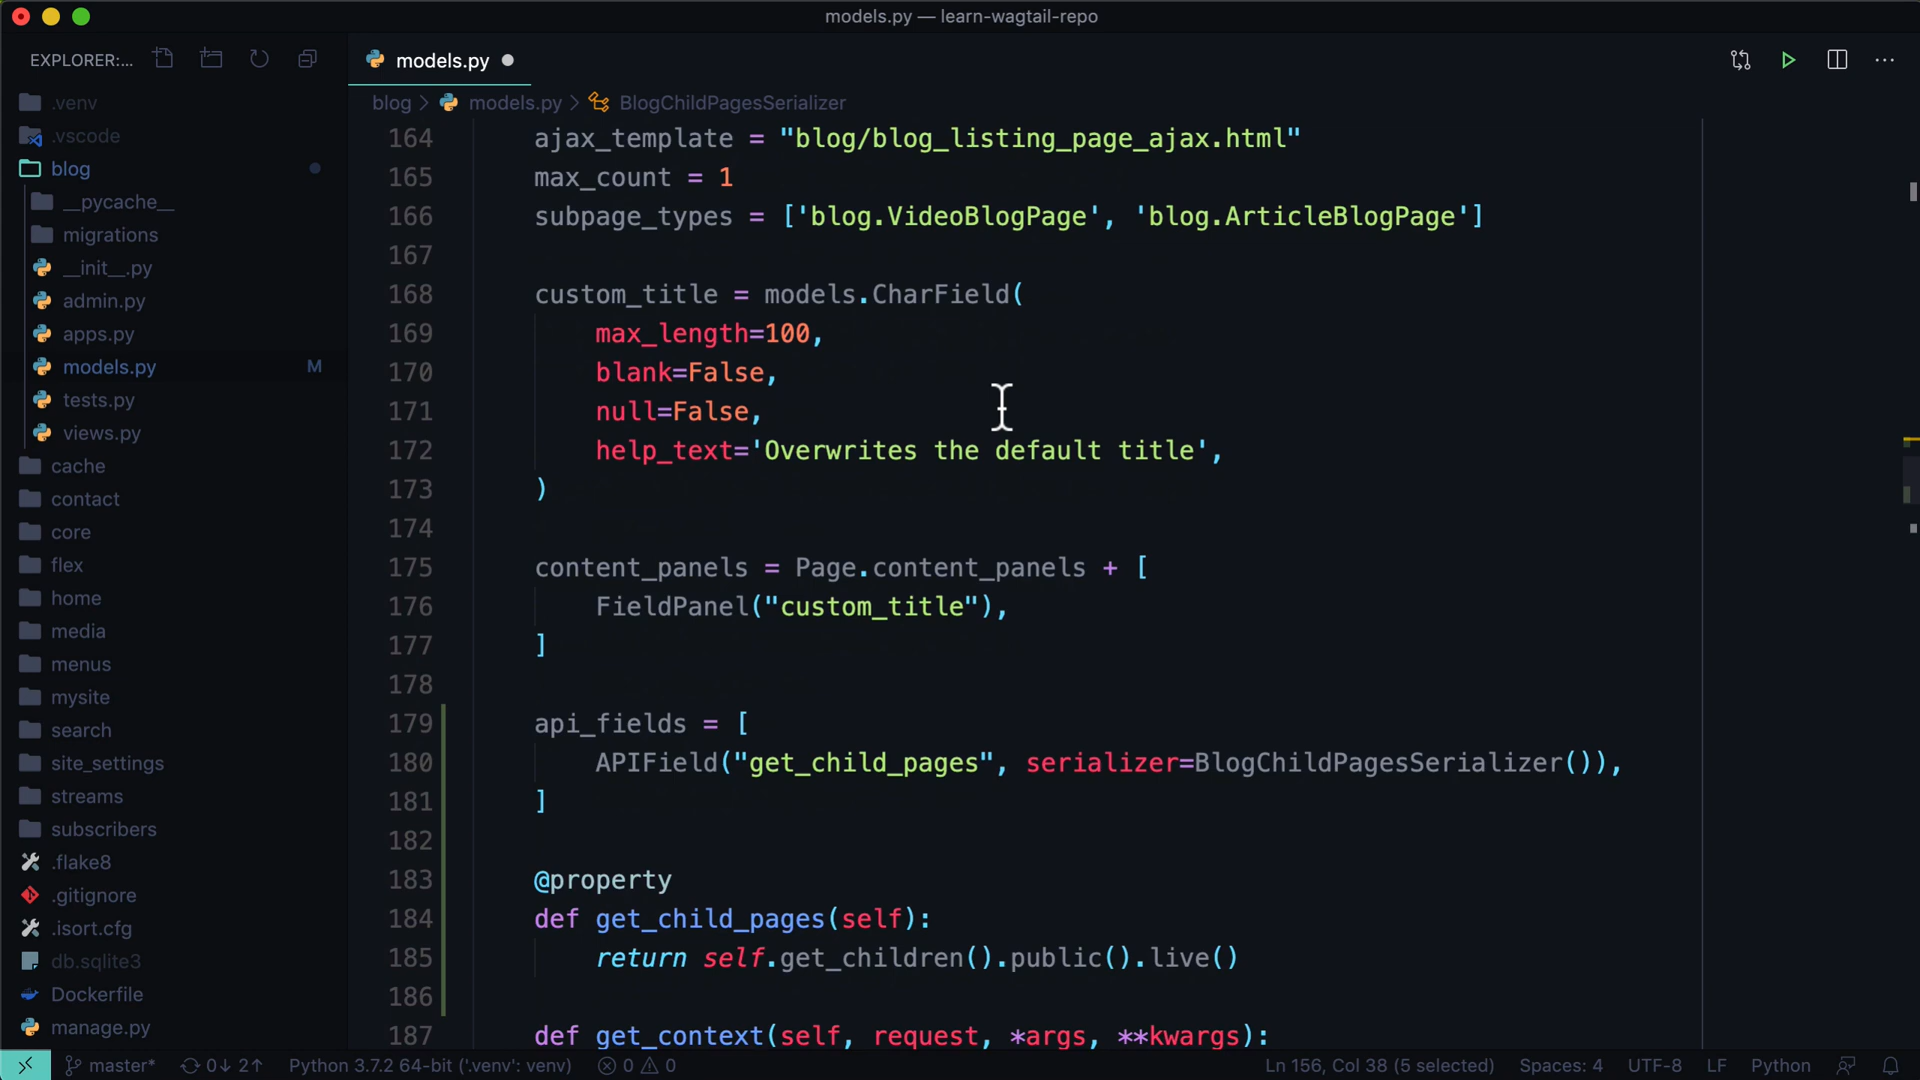 models.py — learn-wagtail-repo
EXPLORER:...
models.py
blog > models.py > BlogChildPagesSerializer
.venv
.vscode
blog
__pycache__
migrations
__init__.py
admin.py
apps.py
models.py M
tests.py
views.py
cache
contact
core
flex
home
media
menus
mysite
search
site_settings
streams
subscribers
.flake8
.gitignore
.isort.cfg
db.sqlite3
Dockerfile
manage.py
164 ajax_template = "blog/blog_listing_page_ajax.html"
165 max_count = 1
166 subpage_types = ['blog.VideoBlogPage', 'blog.ArticleBlogPage']
167
168 custom_title = models.CharField(
169 max_length=100,
170 blank=False,
171 null=False,
172 help_text='Overwrites the default title',
173 )
174
175 content_panels = Page.content_panels + [
176 FieldPanel("custom_title"),
177 ]
178
179 api_fields = [
180 APIField("get_child_pages", serializer=BlogChildPagesSerializer()),
181 ]
182
183 @property
184 def get_child_pages(self):
185 return self.get_children().public().live()
186
187 def get_context(self, request, *args, **kwargs):
master* 0↓ 2↑ Python 3.7.2 64-bit ('.venv': venv) 0 0 Ln 156, Col 38 (5 selected) Spaces: 4 UTF-8 LF Python